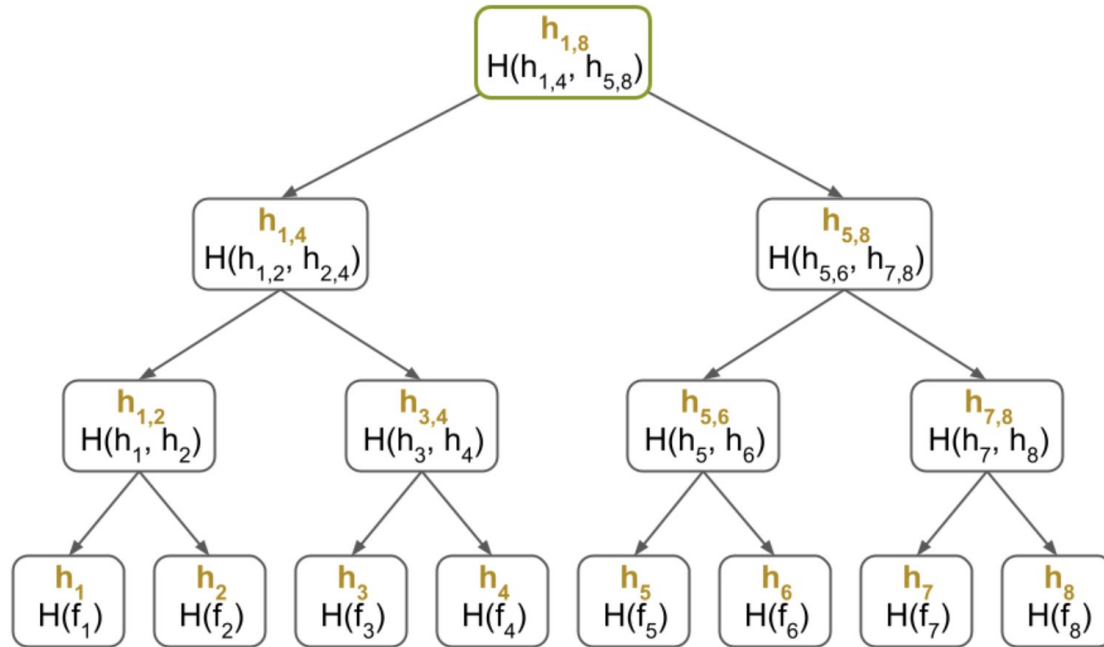 h1,8
H(h1,4, h5,8)
h1,4
H(h1,2, h2,4)
h5,8
H(h5,6, h7,8)
h1,2
H(h1, h2)
h3,4
H(h3, h4)
h5,6
H(h5, h6)
h7,8
H(h7, h8)
h1
H(f1)
h2
H(f2)
h3
H(f3)
h4
H(f4)
h5
H(f5)
h6
H(f6)
h7
H(f7)
h8
H(f8)